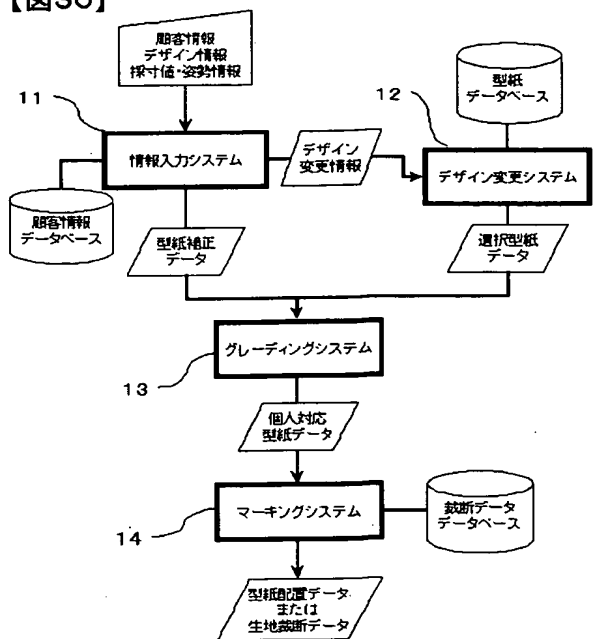 【図36】
顧客情報
デザイン情報
採寸値・姿勢情報
11
情報入力システム
顧客情報
データベース
デザイン
変更情報
12
型紙
データベース
デザイン変更システム
型紙補正
データ
選択型紙
データ
グレーディングシステム
13
個人対応
型紙データ
マーキングシステム
14
裁断データ
データベース
型紙配置データ
または
生地裁断データ